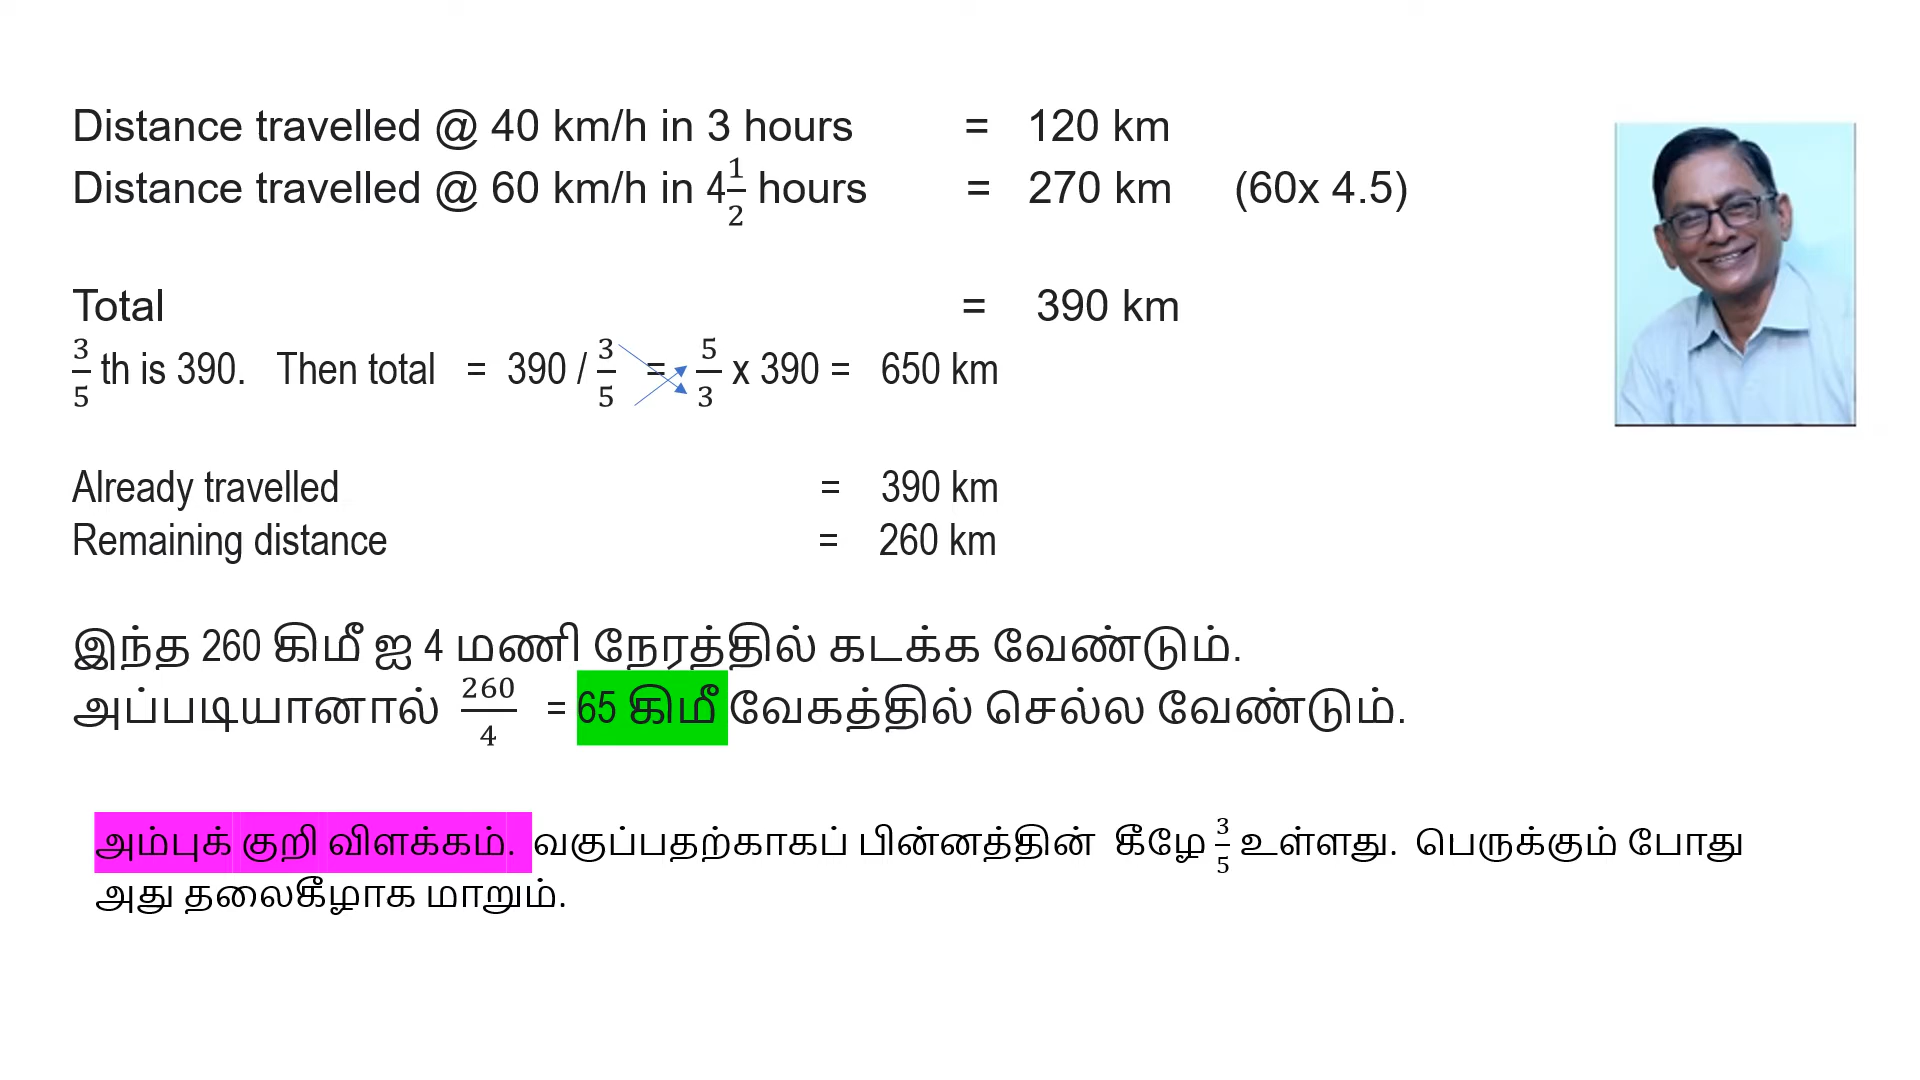 Distance travelled @ 40 km/h in 3 hours = 120 km
Distance travelled @ 60 km/h in 4 1/2 hours = 270 km (60x 4.5)
Total = 390 km
3/5 th is 390. Then total = 390 / 3/5 = 5/3 x 390 = 650 km
Already travelled = 390 km
Remaining distance = 260 km
இந்த 260 கிமீ ஐ 4 மணி நேரத்தில் கடக்க வேண்டும்.
அப்படியானால் 260/4 = 65 கிமீ வேகத்தில் செல்ல வேண்டும்.
அம்புக் குறி விளக்கம். வகுப்பதற்காகப் பின்னத்தின் கீழே 3/5 உள்ளது. பெருக்கும் போது
அது தலைகீழாக மாறும்.